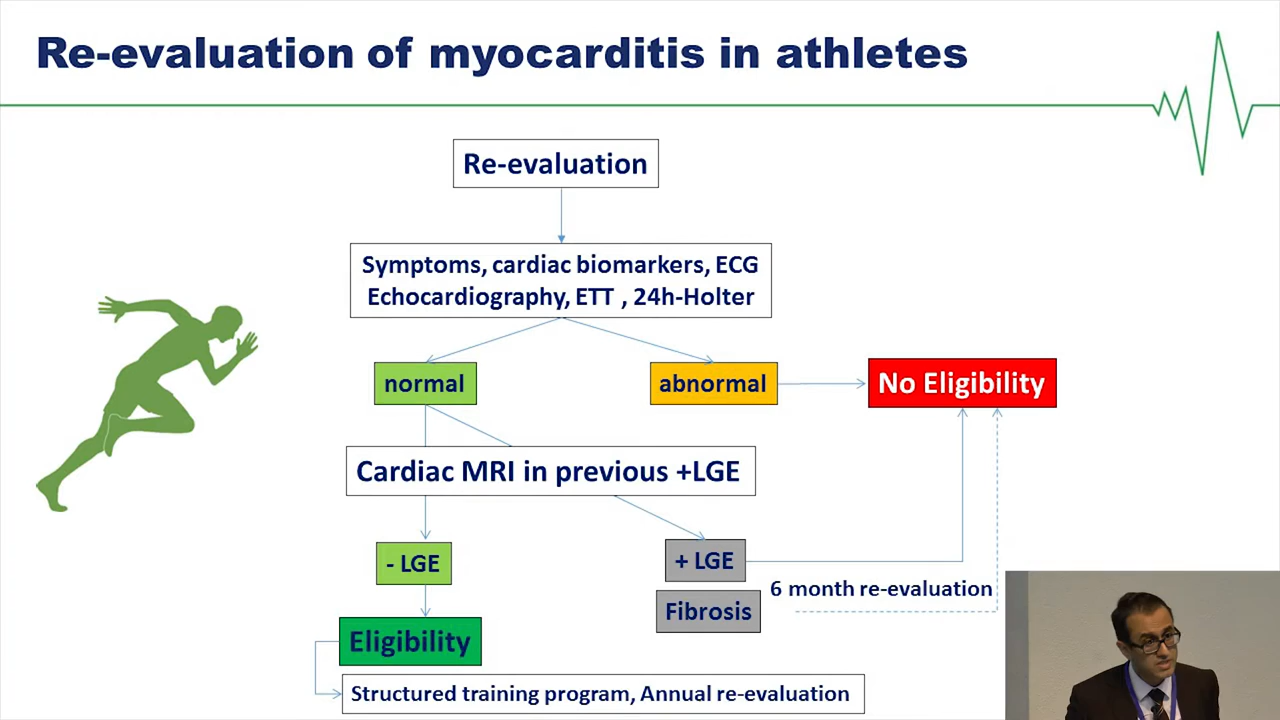 Re-evaluation of myocarditis in athletes
Re-evaluation
Symptoms, cardiac biomarkers, ECG
Echocardiography, ETT , 24h-Holter
normal
abnormal
No Eligibility
Cardiac MRI in previous +LGE
- LGE
+ LGE
6 month re-evaluation
Fibrosis
Eligibility
Structured training program, Annual re-evaluation